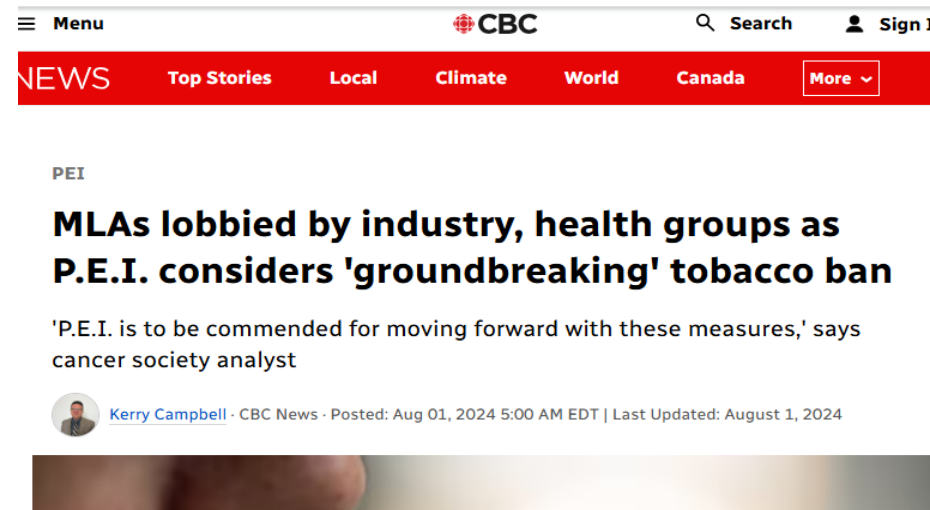 Menu CBC Search Sign
NEWS Top Stories Local Climate World Canada More
PEI
MLAs lobbied by industry, health groups as
P.E.I. considers 'groundbreaking' tobacco ban
'P.E.I. is to be commended for moving forward with these measures,' says
cancer society analyst
Kerry Campbell · CBC News · Posted: Aug 01, 2024 5:00 AM EDT | Last Updated: August 1, 2024